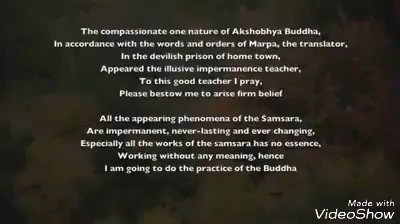 The compassionate one nature of Akshobhya Buddha,
In accordance with the words and orders of Marpa, the translator,
In the devilish prison of home town,
Appeared the illusive impermanence teacher,
To this good teacher I pray,
Please bestow me to arise firm belief
All the appearing phenomena of the Samsara,
Are impermanent, never-lasting and ever changing,
Especially all the works of the samsara has no essence,
Working without any meaning, hence
I am going to do the practice of the Buddha
Made with
VideoShow